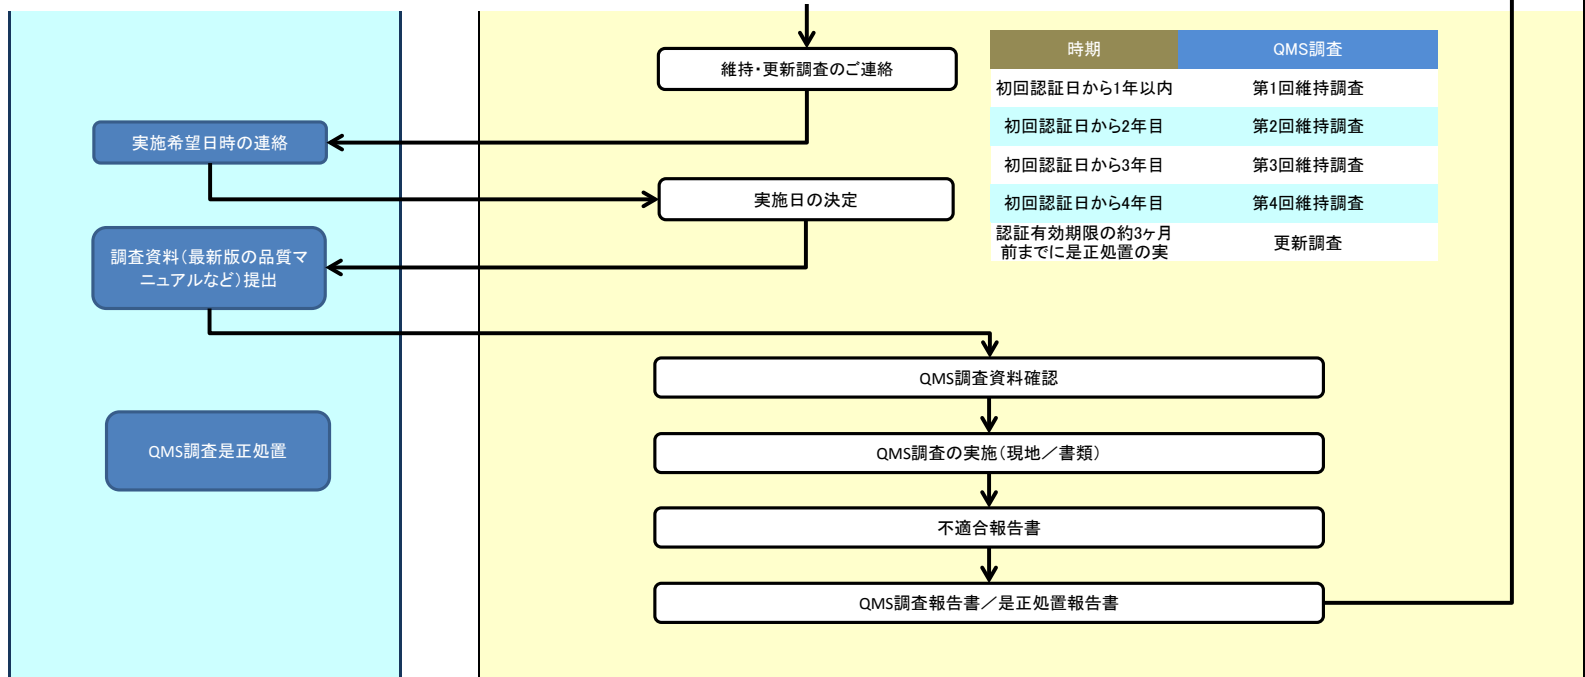 維持・更新調査のご連絡
実施希望日時の連絡
実施日の決定
調査資料（最新版の品質マ
ニュアルなど）提出
時期 QMS調査
初回認証日から1年以内 第1回維持調査
初回認証日から2年目 第2回維持調査
初回認証日から3年目 第3回維持調査
初回認証日から4年目 第4回維持調査
認証有効期限の約3ヶ月
前までに是正処置の実 更新調査
QMS調査資料確認
QMS調査是正処置
QMS調査の実施（現地／書類）
不適合報告書
QMS調査報告書／是正処置報告書